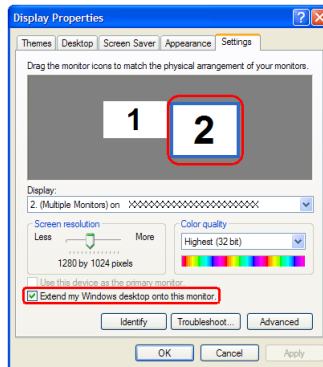 Display Properties
Themes Desktop Screen Saver Appearance Settings
Drag the monitor icons to match the physical arrangement of your monitors.
1 2
Display:
2. (Multiple Monitors) on XXXXXXXXXXXXXXXXXXXX
Screen resolution
Less More
1280 by 1024 pixels
Color quality
Highest (32 bit)
Use this device as the primary monitor.
Extend my Windows desktop onto this monitor.
Identify Troubleshoot... Advanced
OK Cancel Apply